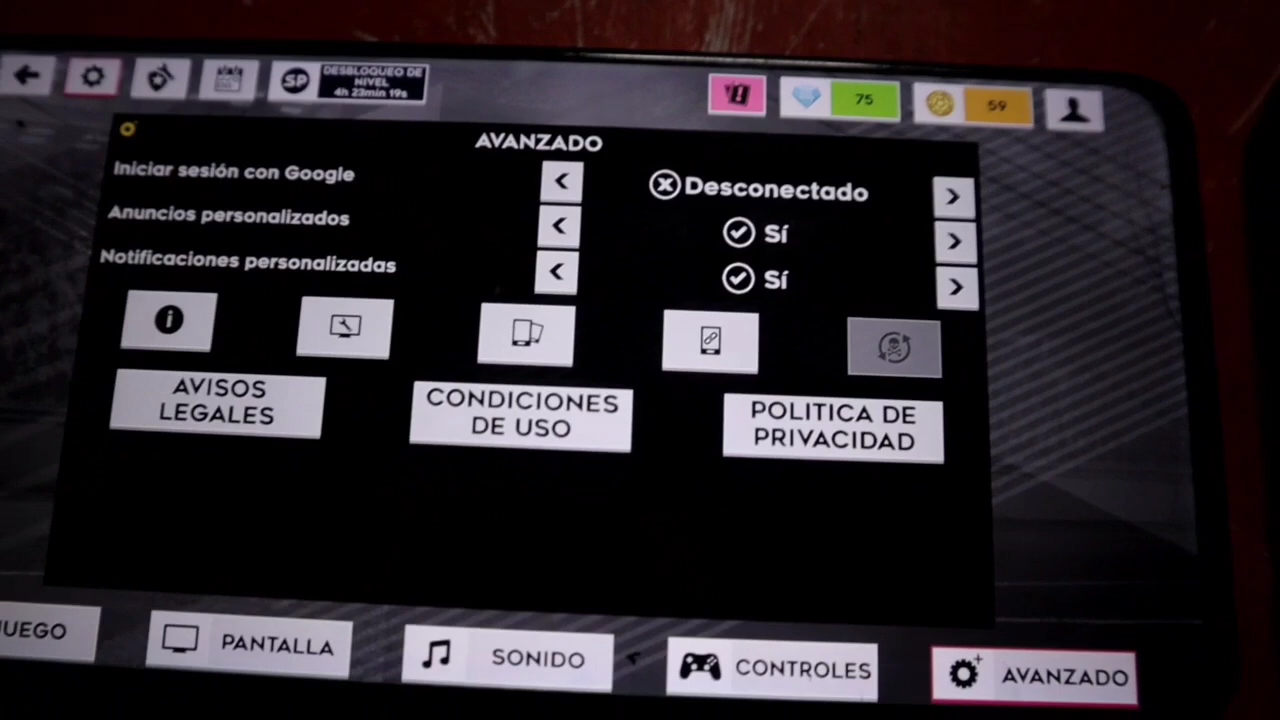 SP
DESBLOQUEO DE
NIVEL
4h 23min 19s
75
59
AVANZADO
Iniciar sesión con Google
Desconectado
Anuncios personalizados
Sí
Notificaciones personalizadas
Sí
AVISOS
LEGALES
CONDICIONES
DE USO
POLITICA DE
PRIVACIDAD
JUEGO
PANTALLA
SONIDO
CONTROLES
AVANZADO